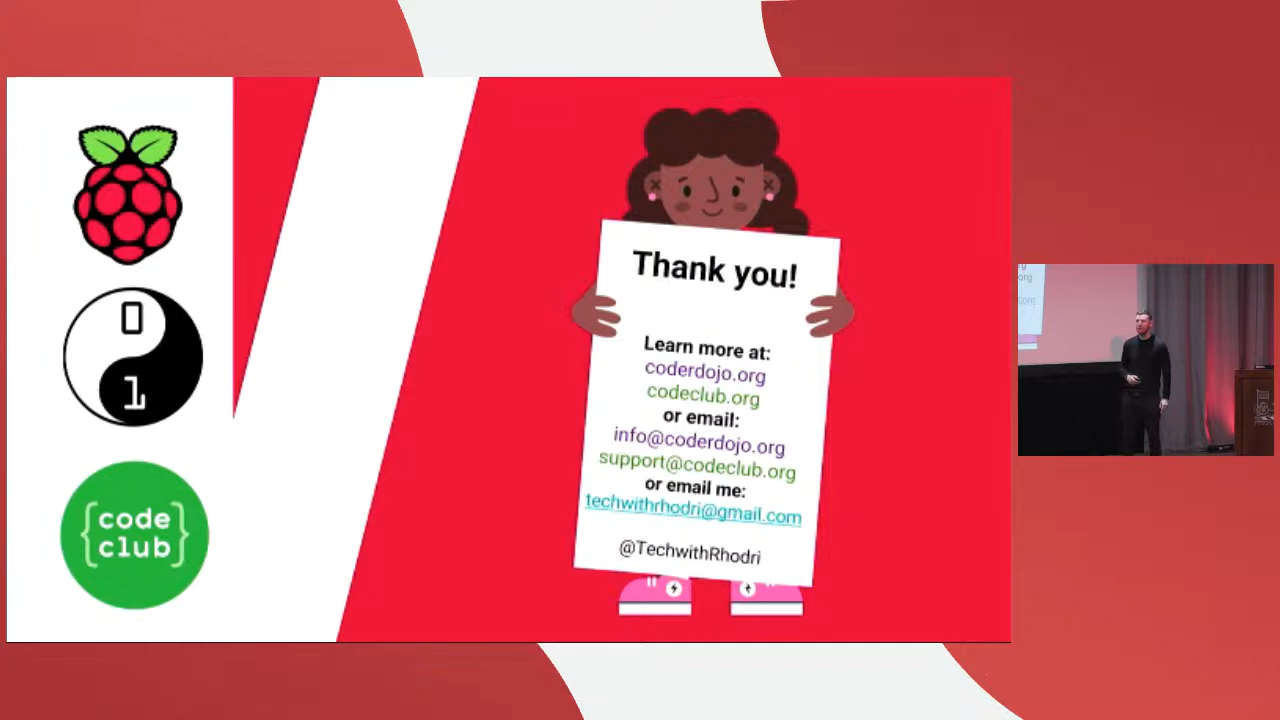 0
1
{code
club}
Thank you!
Learn more at:
coderdojo.org
codeclub.org
or email:
info@coderdojo.org
support@codeclub.org
or email me:
techwithrhodri@gmail.com
@TechwithRhodri